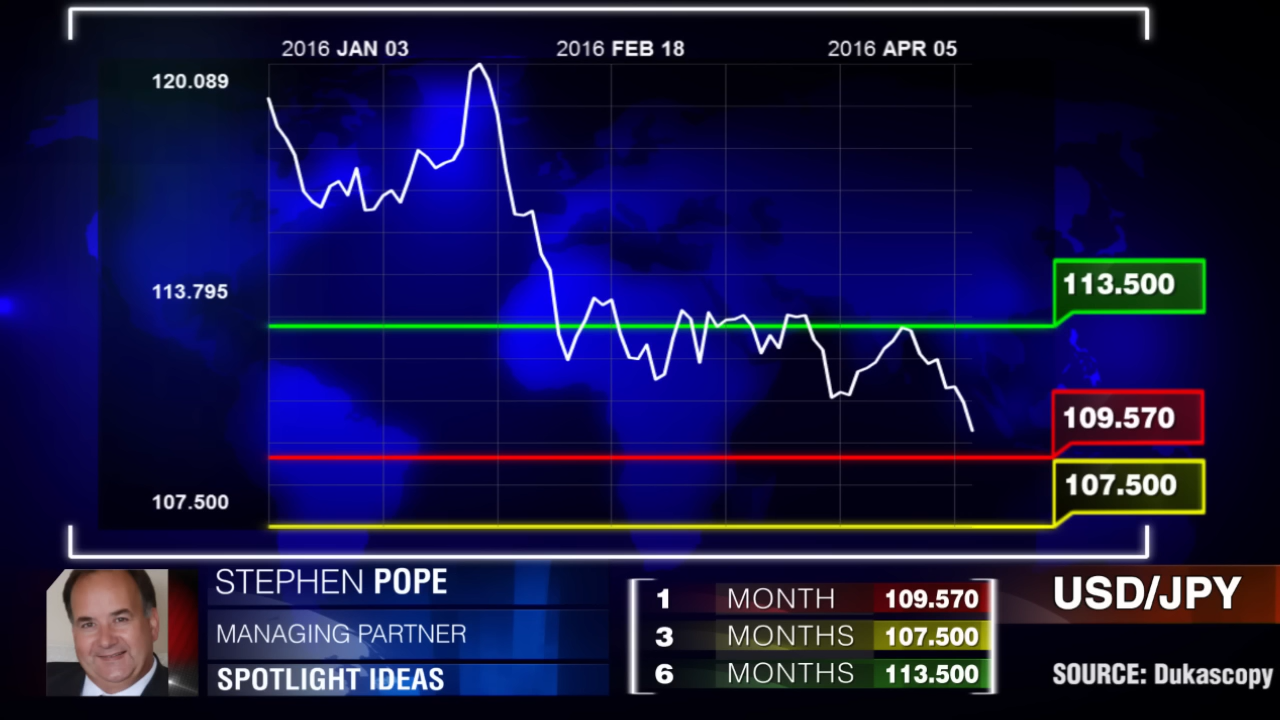 2016 JAN 03 2016 FEB 18 2016 APR 05
120.089
113.795
107.500
113.500
109.570
107.500
STEPHEN POPE
MANAGING PARTNER
SPOTLIGHT IDEAS
1 MONTH 109.570
3 MONTHS 107.500
6 MONTHS 113.500
USD/JPY
SOURCE: Dukascopy